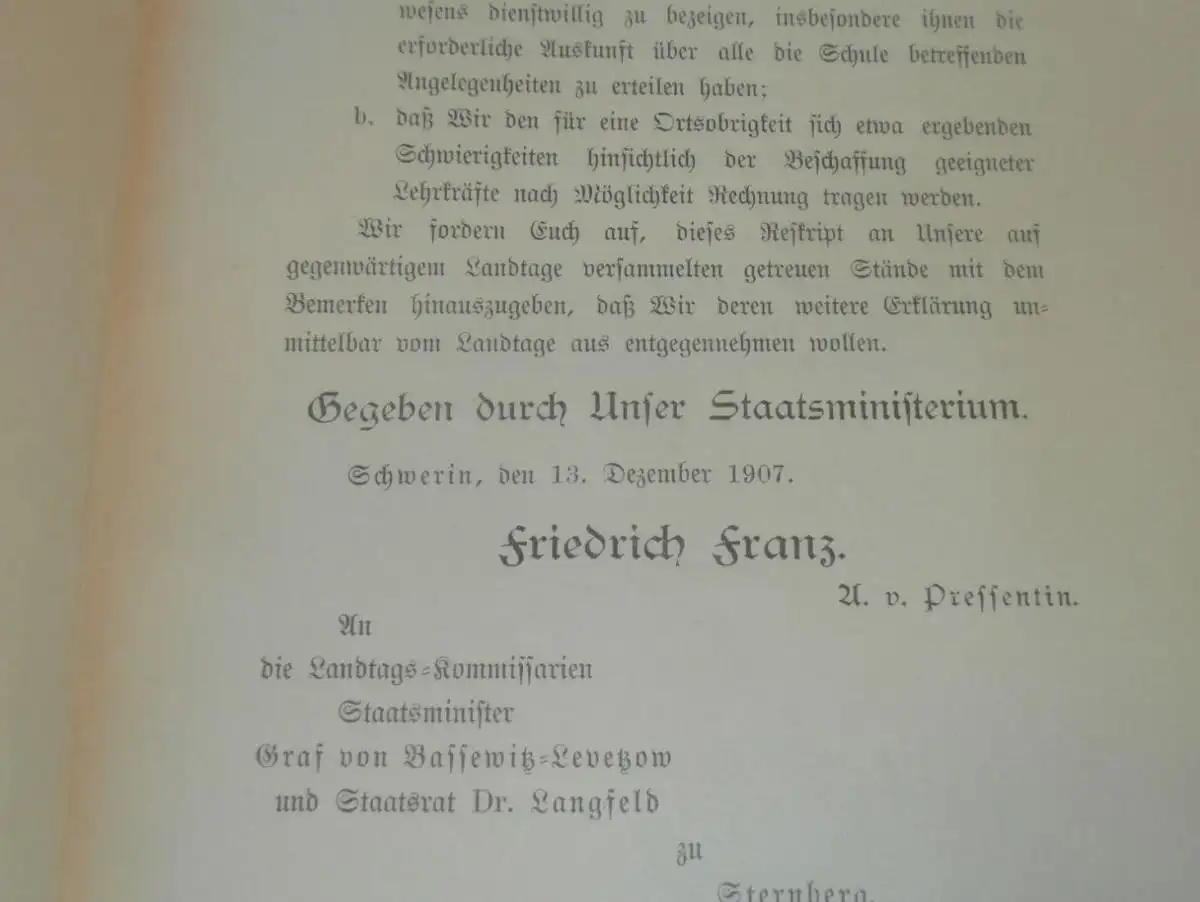 wesens dienstwillig zu bezeigen, insbesondere ihnen die
erforderliche Auskunft über alle die Schule betreffenden
Angelegenheiten zu erteilen haben;
b. daß Wir den für eine Ortsobrigkeit sich etwa ergebenden
Schwierigkeiten hinsichtlich der Beschaffung geeigneter
Lehrkräfte nach Möglichkeit Rechnung tragen werden.
Wir fordern Euch auf, dieses Reskript an Unsere auf
gegenwärtigem Landtage versammelten getreuen Stände mit dem
Bemerken hinauszugeben, daß Wir deren weitere Erklärung un-
mittelbar vom Landtage aus entgegennehmen wollen.
Gegeben durch Unser Staatsministerium.
Schwerin, den 13. Dezember 1907.
Friedrich Franz.
A. v. Pressentin.
An
die Landtags-Kommissarien
Staatsminister
Graf von Bassewitz-Levetzow
und Staatsrat Dr. Langfeld
zu
Sternberg.